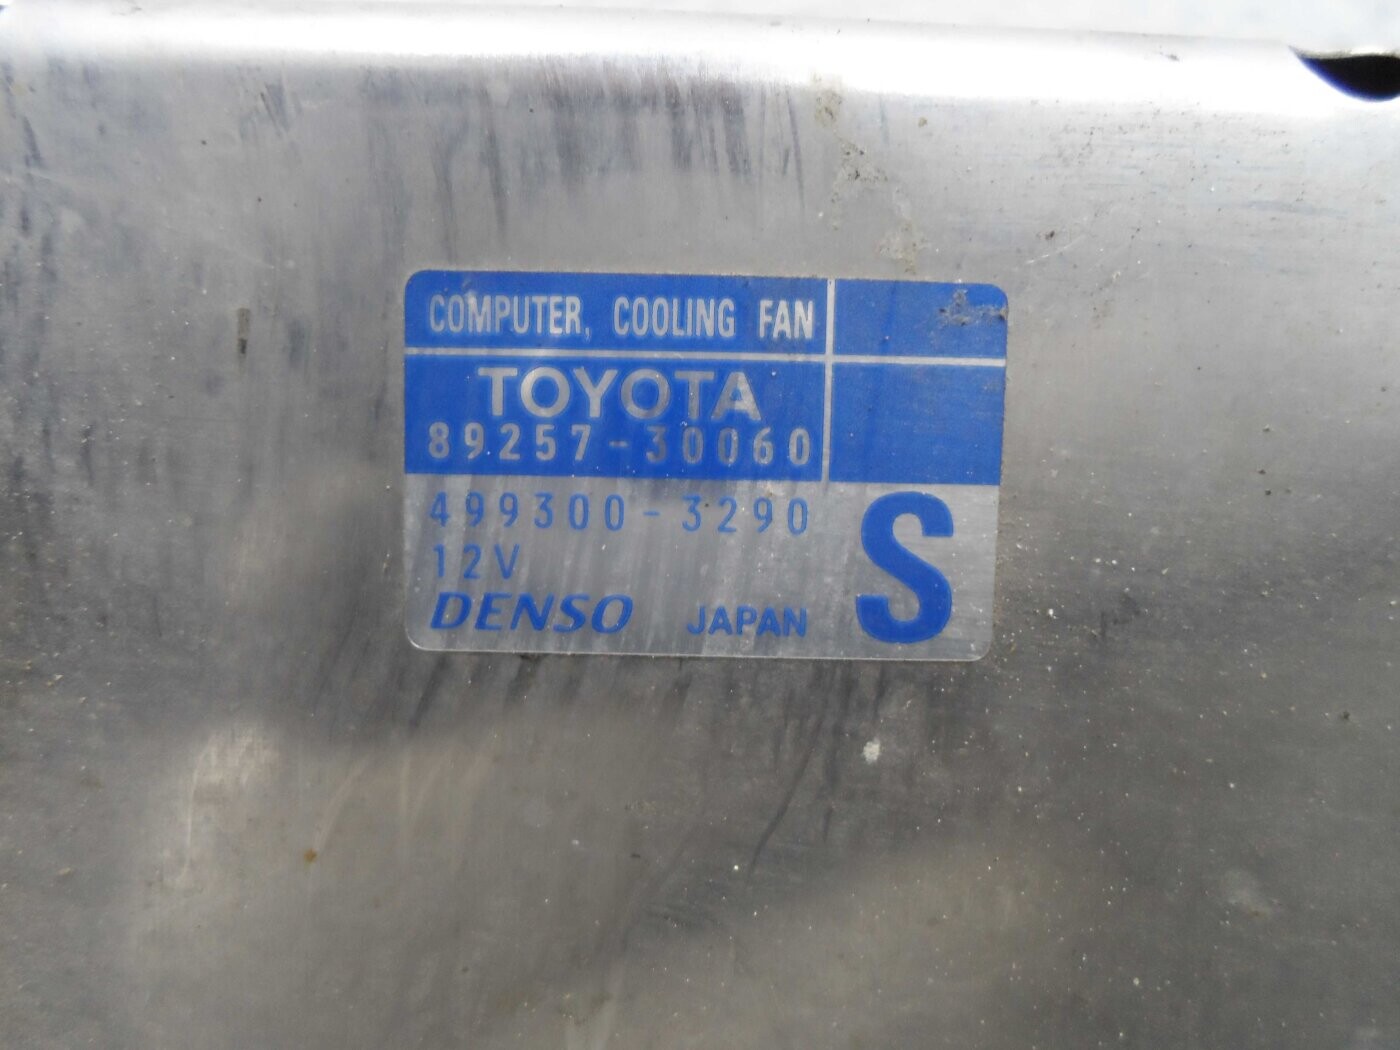 COMPUTER, COOLING FAN
TOYOTA
89257-30060
499300-3290
12V
DENSO JAPAN
S